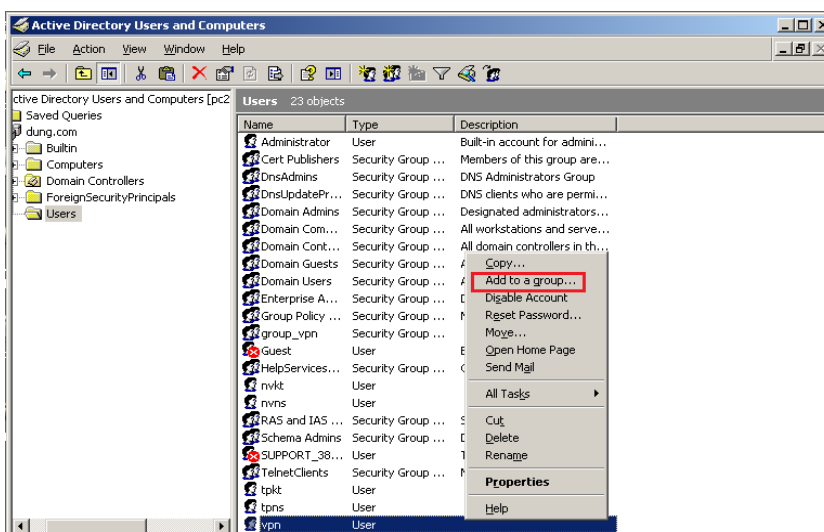 Active Directory Users and Computers
File Action View Window Help
ctive Directory Users and Computers [pc2
Saved Queries
dung.com
Builtin
Computers
Domain Controllers
ForeignSecurityPrincipals
Users
Users 23 objects
Name Type Description
Administrator User Built-in account for admini...
Cert Publishers Security Group ... Members of this group are...
DnsAdmins Security Group ... DNS Administrators Group
DnsUpdatePr... Security Group ... DNS clients who are permi...
Domain Admins Security Group ... Designated administrators...
Domain Com... Security Group ... All workstations and serve...
Domain Cont... Security Group ... All domain controllers in th...
Domain Guests Security Group ...
Domain Users Security Group ...
Enterprise A... Security Group ...
Group Policy ... Security Group ...
group_vpn Security Group ...
Guest User
HelpServices... Security Group ...
nvkt User
nvns User
RAS and IAS ... Security Group ...
Schema Admins Security Group ...
SUPPORT_38... User
TelnetClients Security Group ...
tpkt User
tpns User
vpn User
Copy...
Add to a group...
Disable Account
Reset Password...
Move...
Open Home Page
Send Mail
All Tasks
Cut
Delete
Rename
Properties
Help